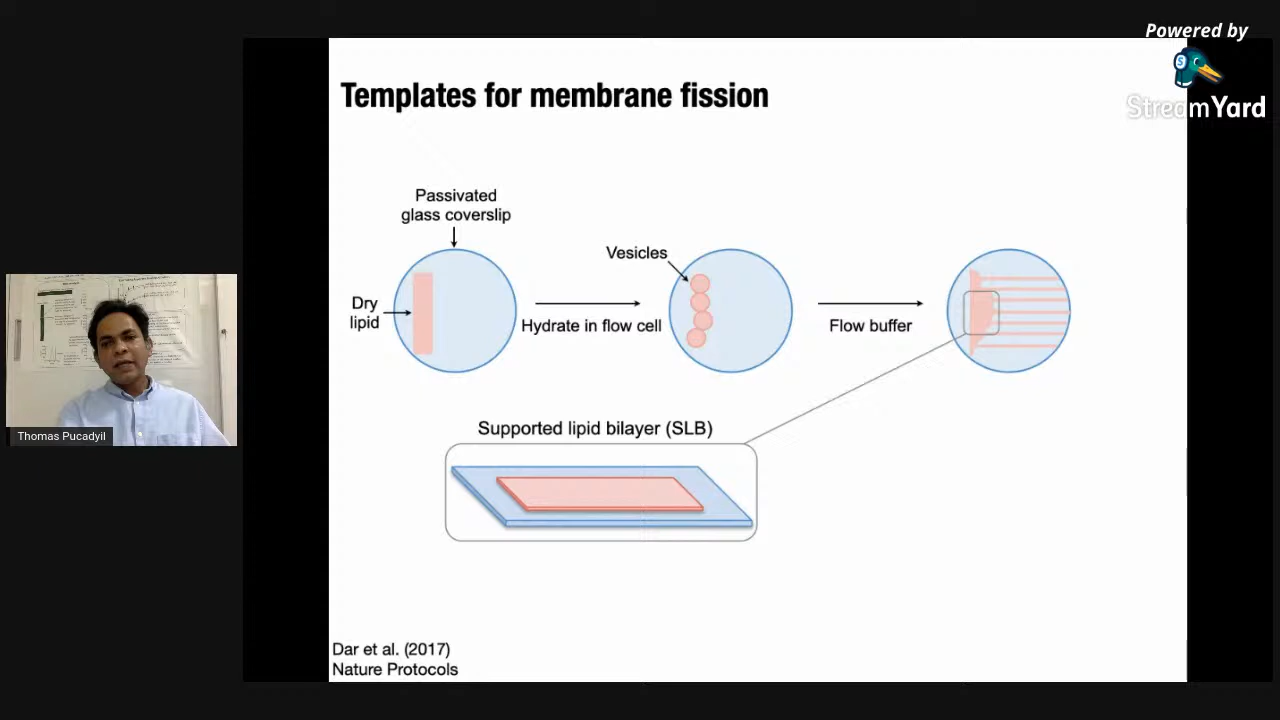 Powered by
StreamYard
Templates for membrane fission
Passivated
glass coverslip
Dry
lipid
Hydrate in flow cell
Vesicles
Flow buffer
Supported lipid bilayer (SLB)
Thomas Pucadyil
Dar et al. (2017)
Nature Protocols